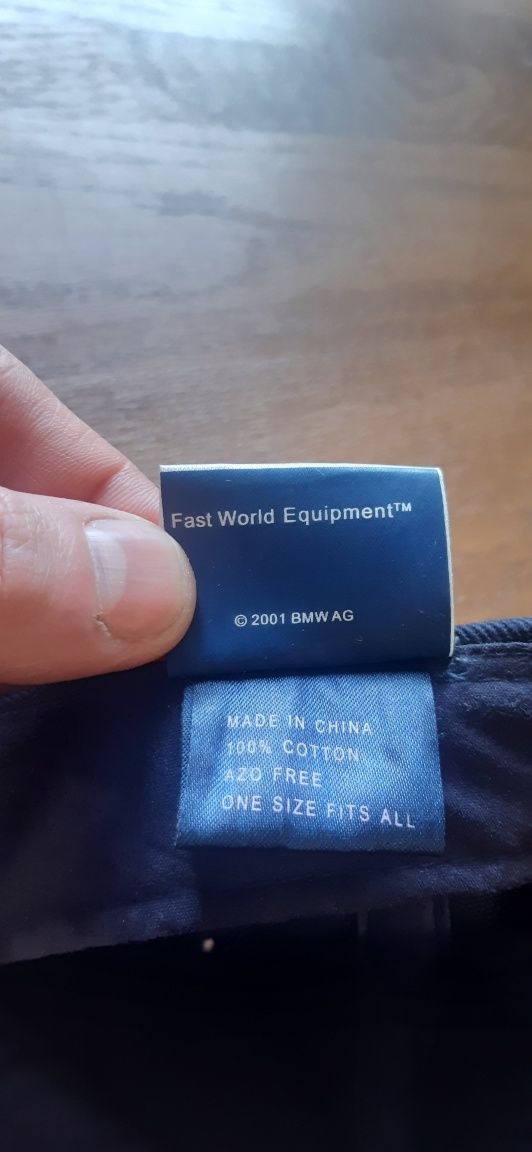 Fast World Equipment™
© 2001 BMW AG
MADE IN CHINA
100% COTTON
AZO FREE
ONE SIZE FITS ALL